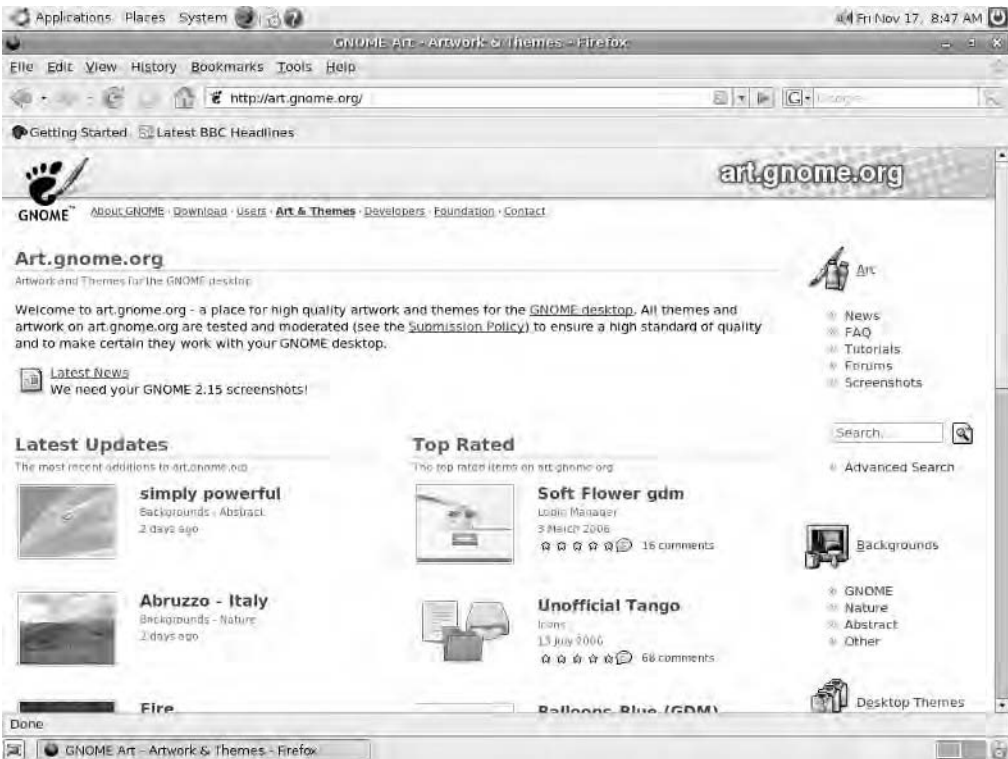 Applications Places System
Fri Nov 17, 8:47 AM
GNOME Art - Artwork & Themes - Firefox
File Edit View History Bookmarks Tools Help
http://art.gnome.org/
G
Getting Started Latest BBC Headlines
GNOME™
art.gnome.org
About GNOME · Download · Users · Art & Themes · Developers · Foundation · Contact
Art.gnome.org
Artwork and Themes for the GNOME desktop
Welcome to art.gnome.org - a place for high quality artwork and themes for the GNOME desktop. All themes and
artwork on art.gnome.org are tested and moderated (see the Submission Policy) to ensure a high standard of quality
and to make certain they work with your GNOME desktop.
Latest News
We need your GNOME 2.15 screenshots!
Latest Updates
The most recent additions to art.gnome.org
simply powerful
Backgrounds - Abstract
2 days ago
Abruzzo - Italy
Backgrounds - Nature
2 days ago
Fire
Top Rated
The top rated items on art.gnome.org
Soft Flower gdm
Login Manager
3 March 2006
16 comments
Unofficial Tango
Icons
13 July 2006
68 comments
Balloons Blue (GDM)
Art
News
FAQ
Tutorials
Forums
Screenshots
Search...
Advanced Search
Backgrounds
GNOME
Nature
Abstract
Other
Desktop Themes
Done
GNOME Art - Artwork & Themes - Firefox